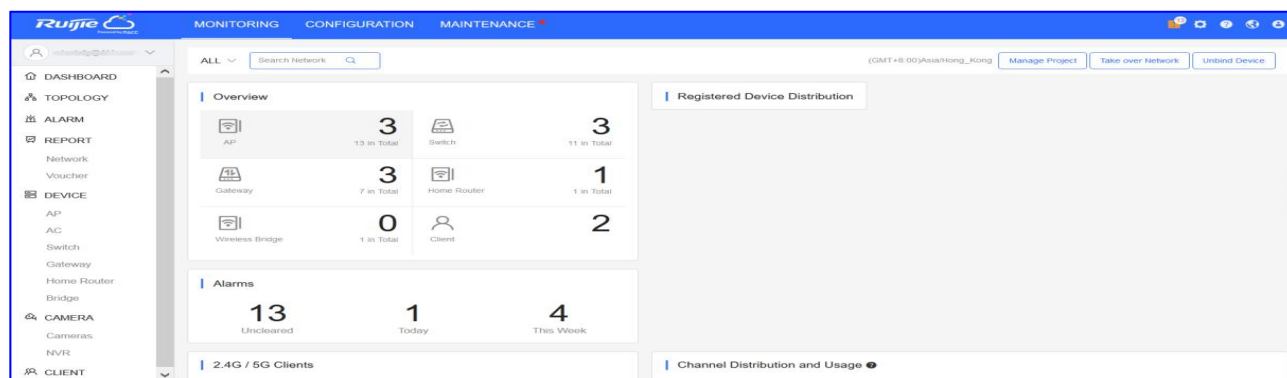 Ruijie
MONITORING CONFIGURATION MAINTENANCE
12
DASHBOARD
TOPOLOGY
ALARM
REPORT
Network
Voucher
DEVICE
AP
AC
Switch
Gateway
Home Router
Bridge
CAMERA
Cameras
NVR
CLIENT
ALL Search Network (GMT+8:00)Asia/Hong_Kong Manage Project Take over Network Unbind Device
Overview
3 3
AP 13 in Total Switch 11 in Total
3 1
Gateway 7 in Total Home Router 1 in Total
0 2
Wireless Bridge 1 in Total Client
Registered Device Distribution
Alarms
13 1 4
Uncleared Today This Week
2.4G / 5G Clients
Channel Distribution and Usage